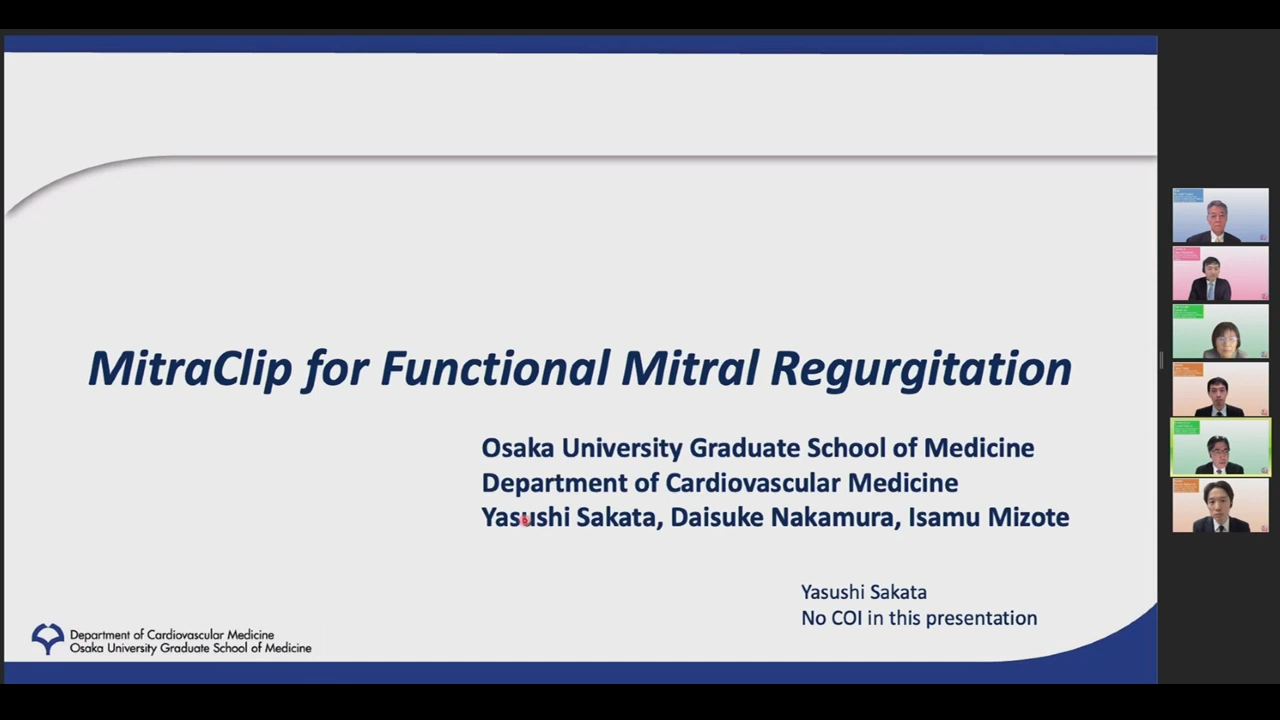 MitraClip for Functional Mitral Regurgitation
Osaka University Graduate School of Medicine
Department of Cardiovascular Medicine
Yasushi Sakata, Daisuke Nakamura, Isamu Mizote
Yasushi Sakata
No COI in this presentation
Department of Cardiovascular Medicine
Osaka University Graduate School of Medicine